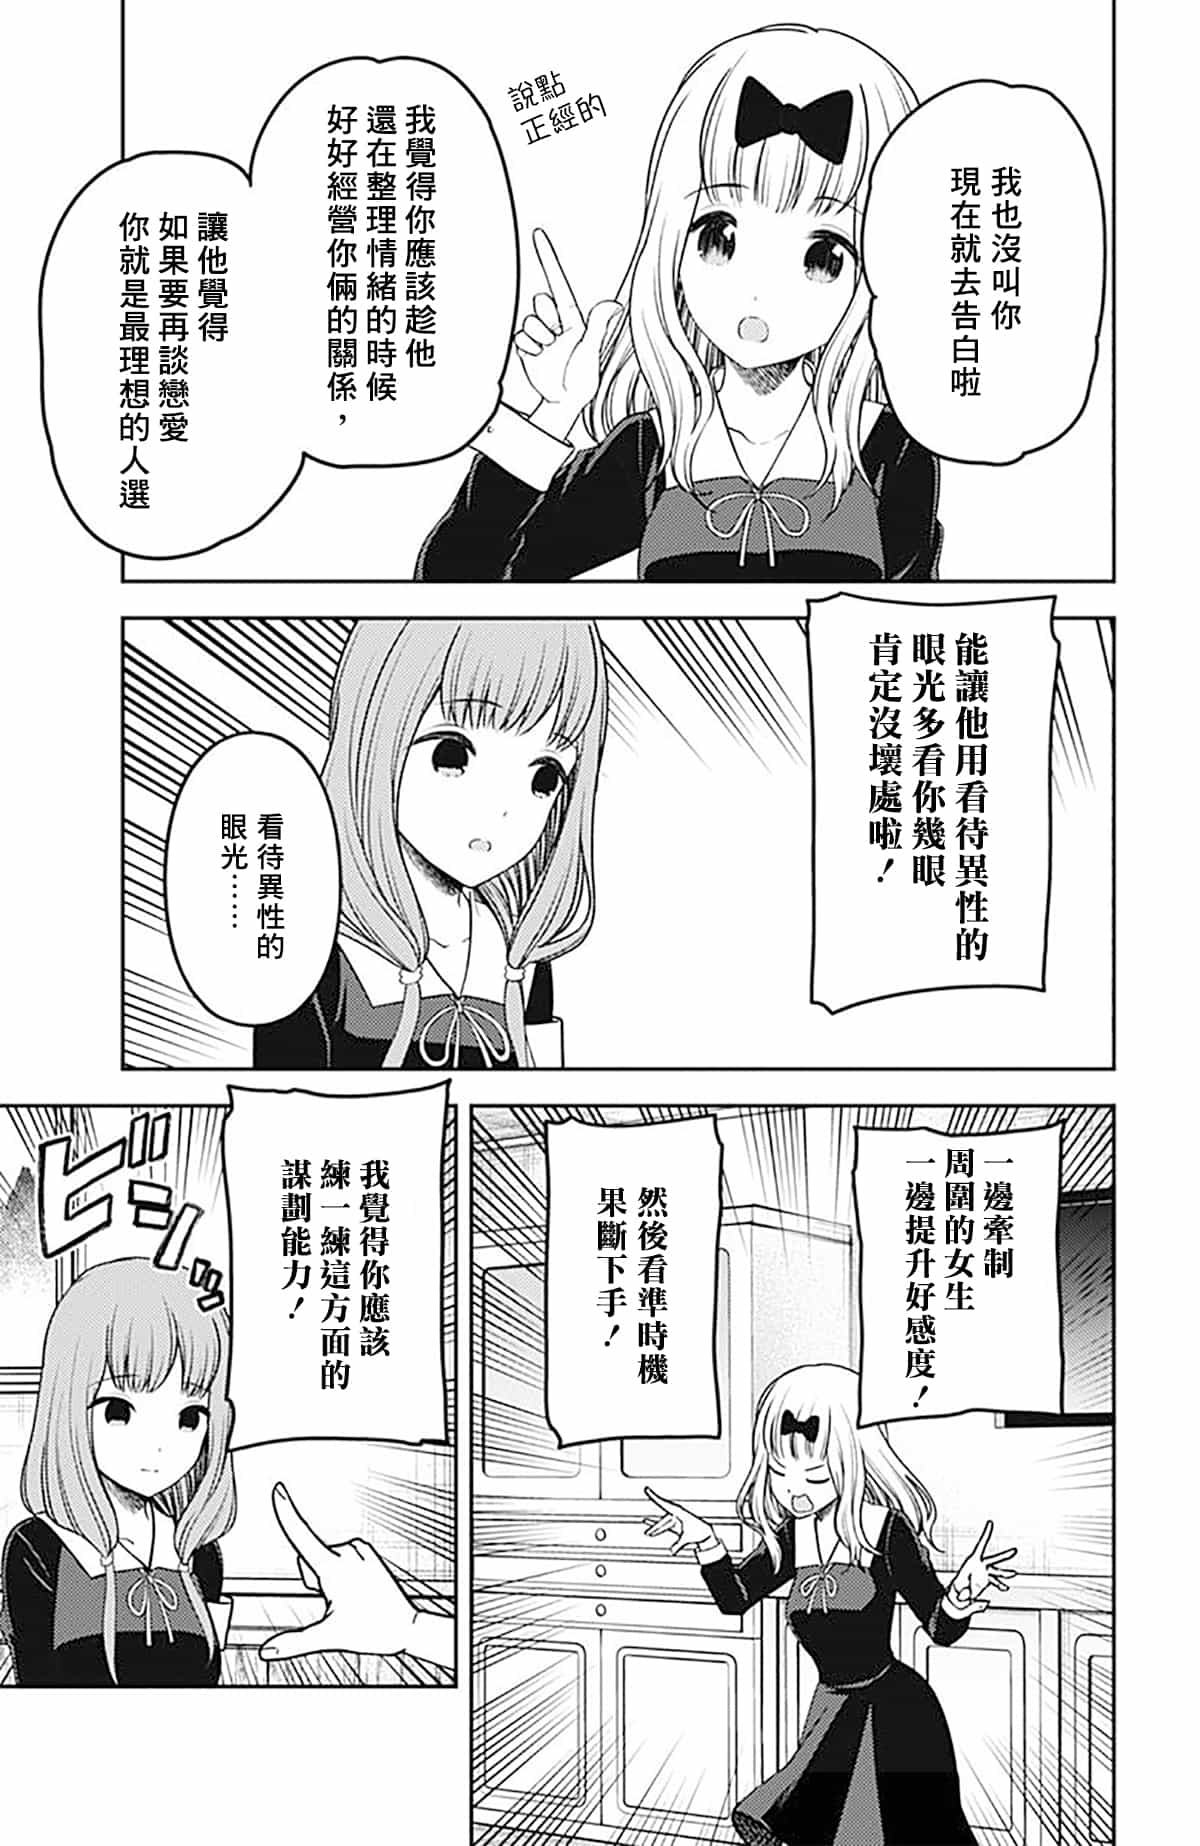 我也沒叫你
現在就去告白啦
說點
正經的
我覺得你應該趁他
還在整理情緒的時候
好好經營你倆的關係，
讓他覺得
如果要再談戀愛
你就是最理想的人選
能讓他用看待異性的
眼光多看你幾眼
肯定沒壞處啦！
看待異性的
眼光……
一邊牽制
周圍的女生
一邊提升好感度！
然後看準時機
果斷下手！
我覺得你應該
練一練這方面的
謀劃能力！
ビシッ